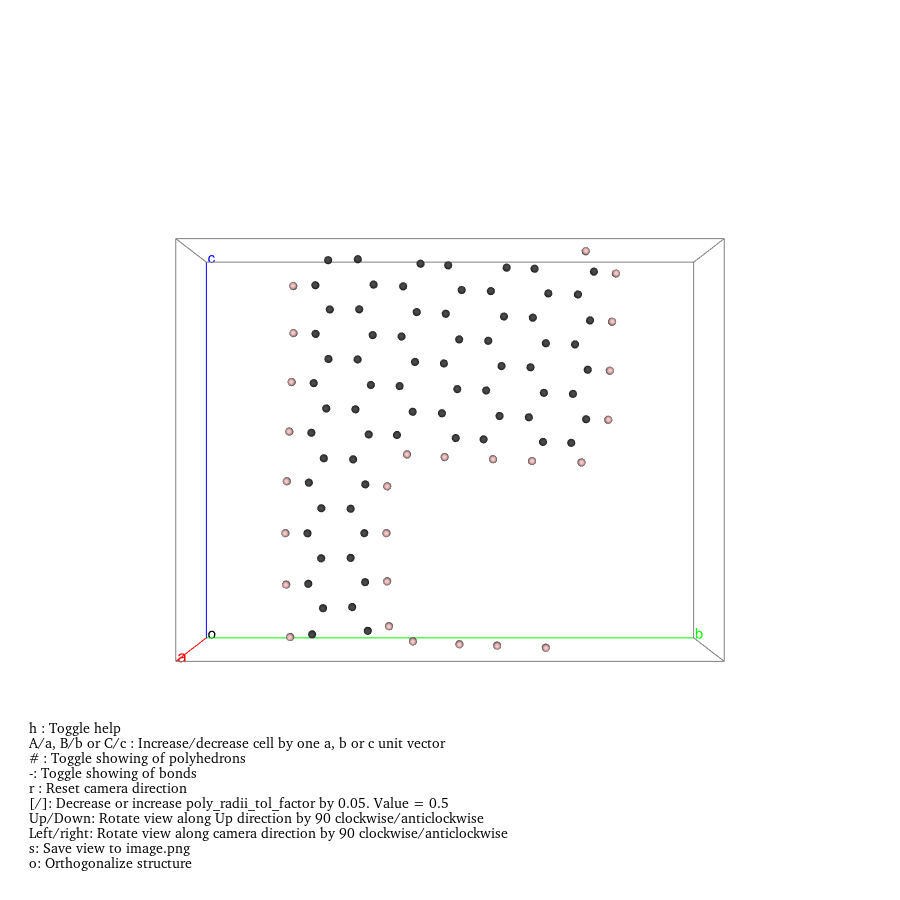 c
o
b
a
h : Toggle help
A/a, B/b or C/c : Increase/decrease cell by one a, b or c unit vector
# : Toggle showing of polyhedrons
-: Toggle showing of bonds
r : Reset camera direction
[/]: Decrease or increase poly_radii_tol_factor by 0.05. Value = 0.5
Up/Down: Rotate view along Up direction by 90 clockwise/anticlockwise
Left/right: Rotate view along camera direction by 90 clockwise/anticlockwise
s: Save view to image.png
o: Orthogonalize structure